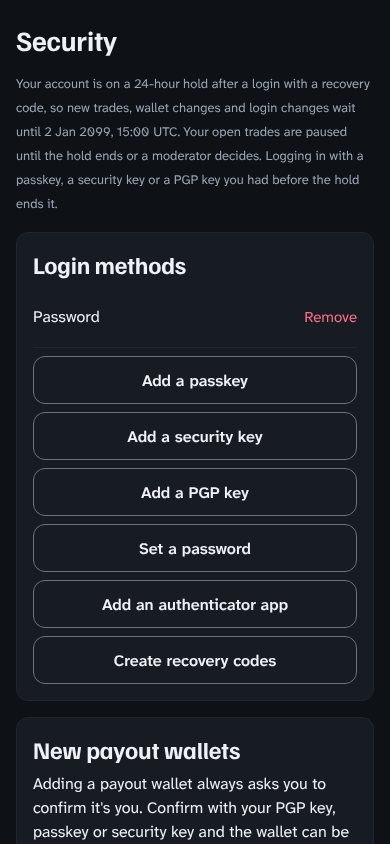 Security
Your account is on a 24-hour hold after a login with a recovery
code, so new trades, wallet changes and login changes wait
until 2 Jan 2099, 15:00 UTC. Your open trades are paused
until the hold ends or a moderator decides. Logging in with a
passkey, a security key or a PGP key you had before the hold
ends it.
Login methods
Password Remove
Add a passkey
Add a security key
Add a PGP key
Set a password
Add an authenticator app
Create recovery codes
New payout wallets
Adding a payout wallet always asks you to
confirm it's you. Confirm with your PGP key,
passkey or security key and the wallet can be